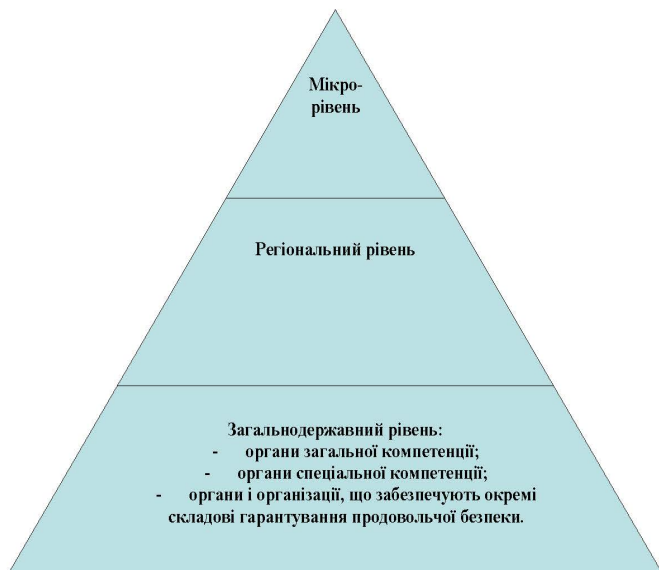 Мікро-
рівень
Регіональний рівень
Загальнодержавний рівень:
- органи загальної компетенції;
- органи спеціальної компетенції;
- органи і організації, що забезпечують окремі
складові гарантування продовольчої безпеки.